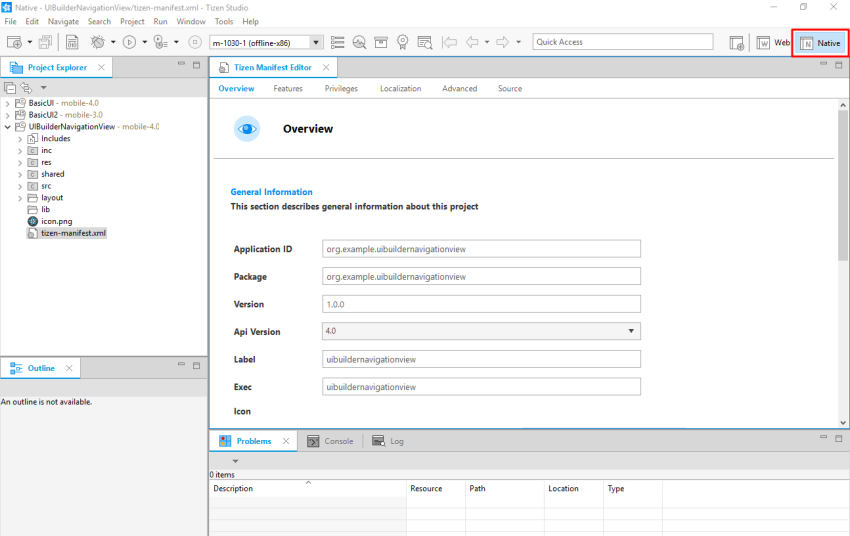 Native - UIBuilderNavigationView/tizen-manifest.xml - Tizen Studio
File Edit Navigate Search Project Run Window Tools Help
m-1030-1 (offline-x86) Quick Access Web Native
Project Explorer
BasicUI - mobile-4.0
BasicUI2 - mobile-3.0
UIBuilderNavigationView - mobile-4.0
Includes
inc
res
shared
src
layout
lib
icon.png
tizen-manifest.xml
Outline
An outline is not available.
Tizen Manifest Editor
Overview Features Privileges Localization Advanced Source
Overview
General Information
This section describes general information about this project
Application ID org.example.uibuildernavigationview
Package org.example.uibuildernavigationview
Version 1.0.0
Api Version 4.0
Label uibuildernavigationview
Exec uibuildernavigationview
Icon
Problems Console Log
0 items
Description Resource Path Location Type